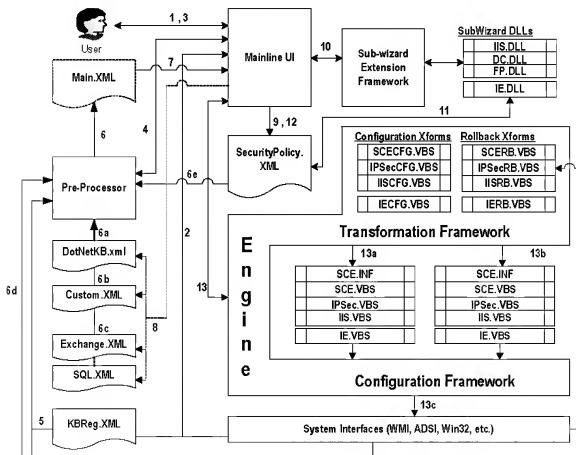 User
1 , 3
Mainline UI
10
Sub-wizard
Extension
Framework
SubWizard DLLs
IIS.DLL
DC.DLL
FP.DLL
IE.DLL
Main.XML
7
4
6
9 , 12
11
SecurityPolicy.
XML
6e
Pre-Processor
Configuration Xforms
SCECFG.VBS
IPSecCFG.VBS
IISCFG.VBS
IECFG.VBS
Rollback Xforms
SCERB.VBS
IPSecRB.VBS
IISRB.VBS
IERB.VBS
Transformation Framework
6a
DotNetKB.xml
6b
Custom.XML
6c
Exchange.XML
SQL.XML
6d
2
8
13
Engine
13a
13b
SCE.INF
SCE.VBS
IPSec.VBS
IIS.VBS
IE.VBS
SCE.INF
SCE.VBS
IPSec.VBS
IIS.VBS
IE.VBS
Configuration Framework
13c
5
KBReg.XML
System Interfaces (WMI, ADSI, Win32, etc.)